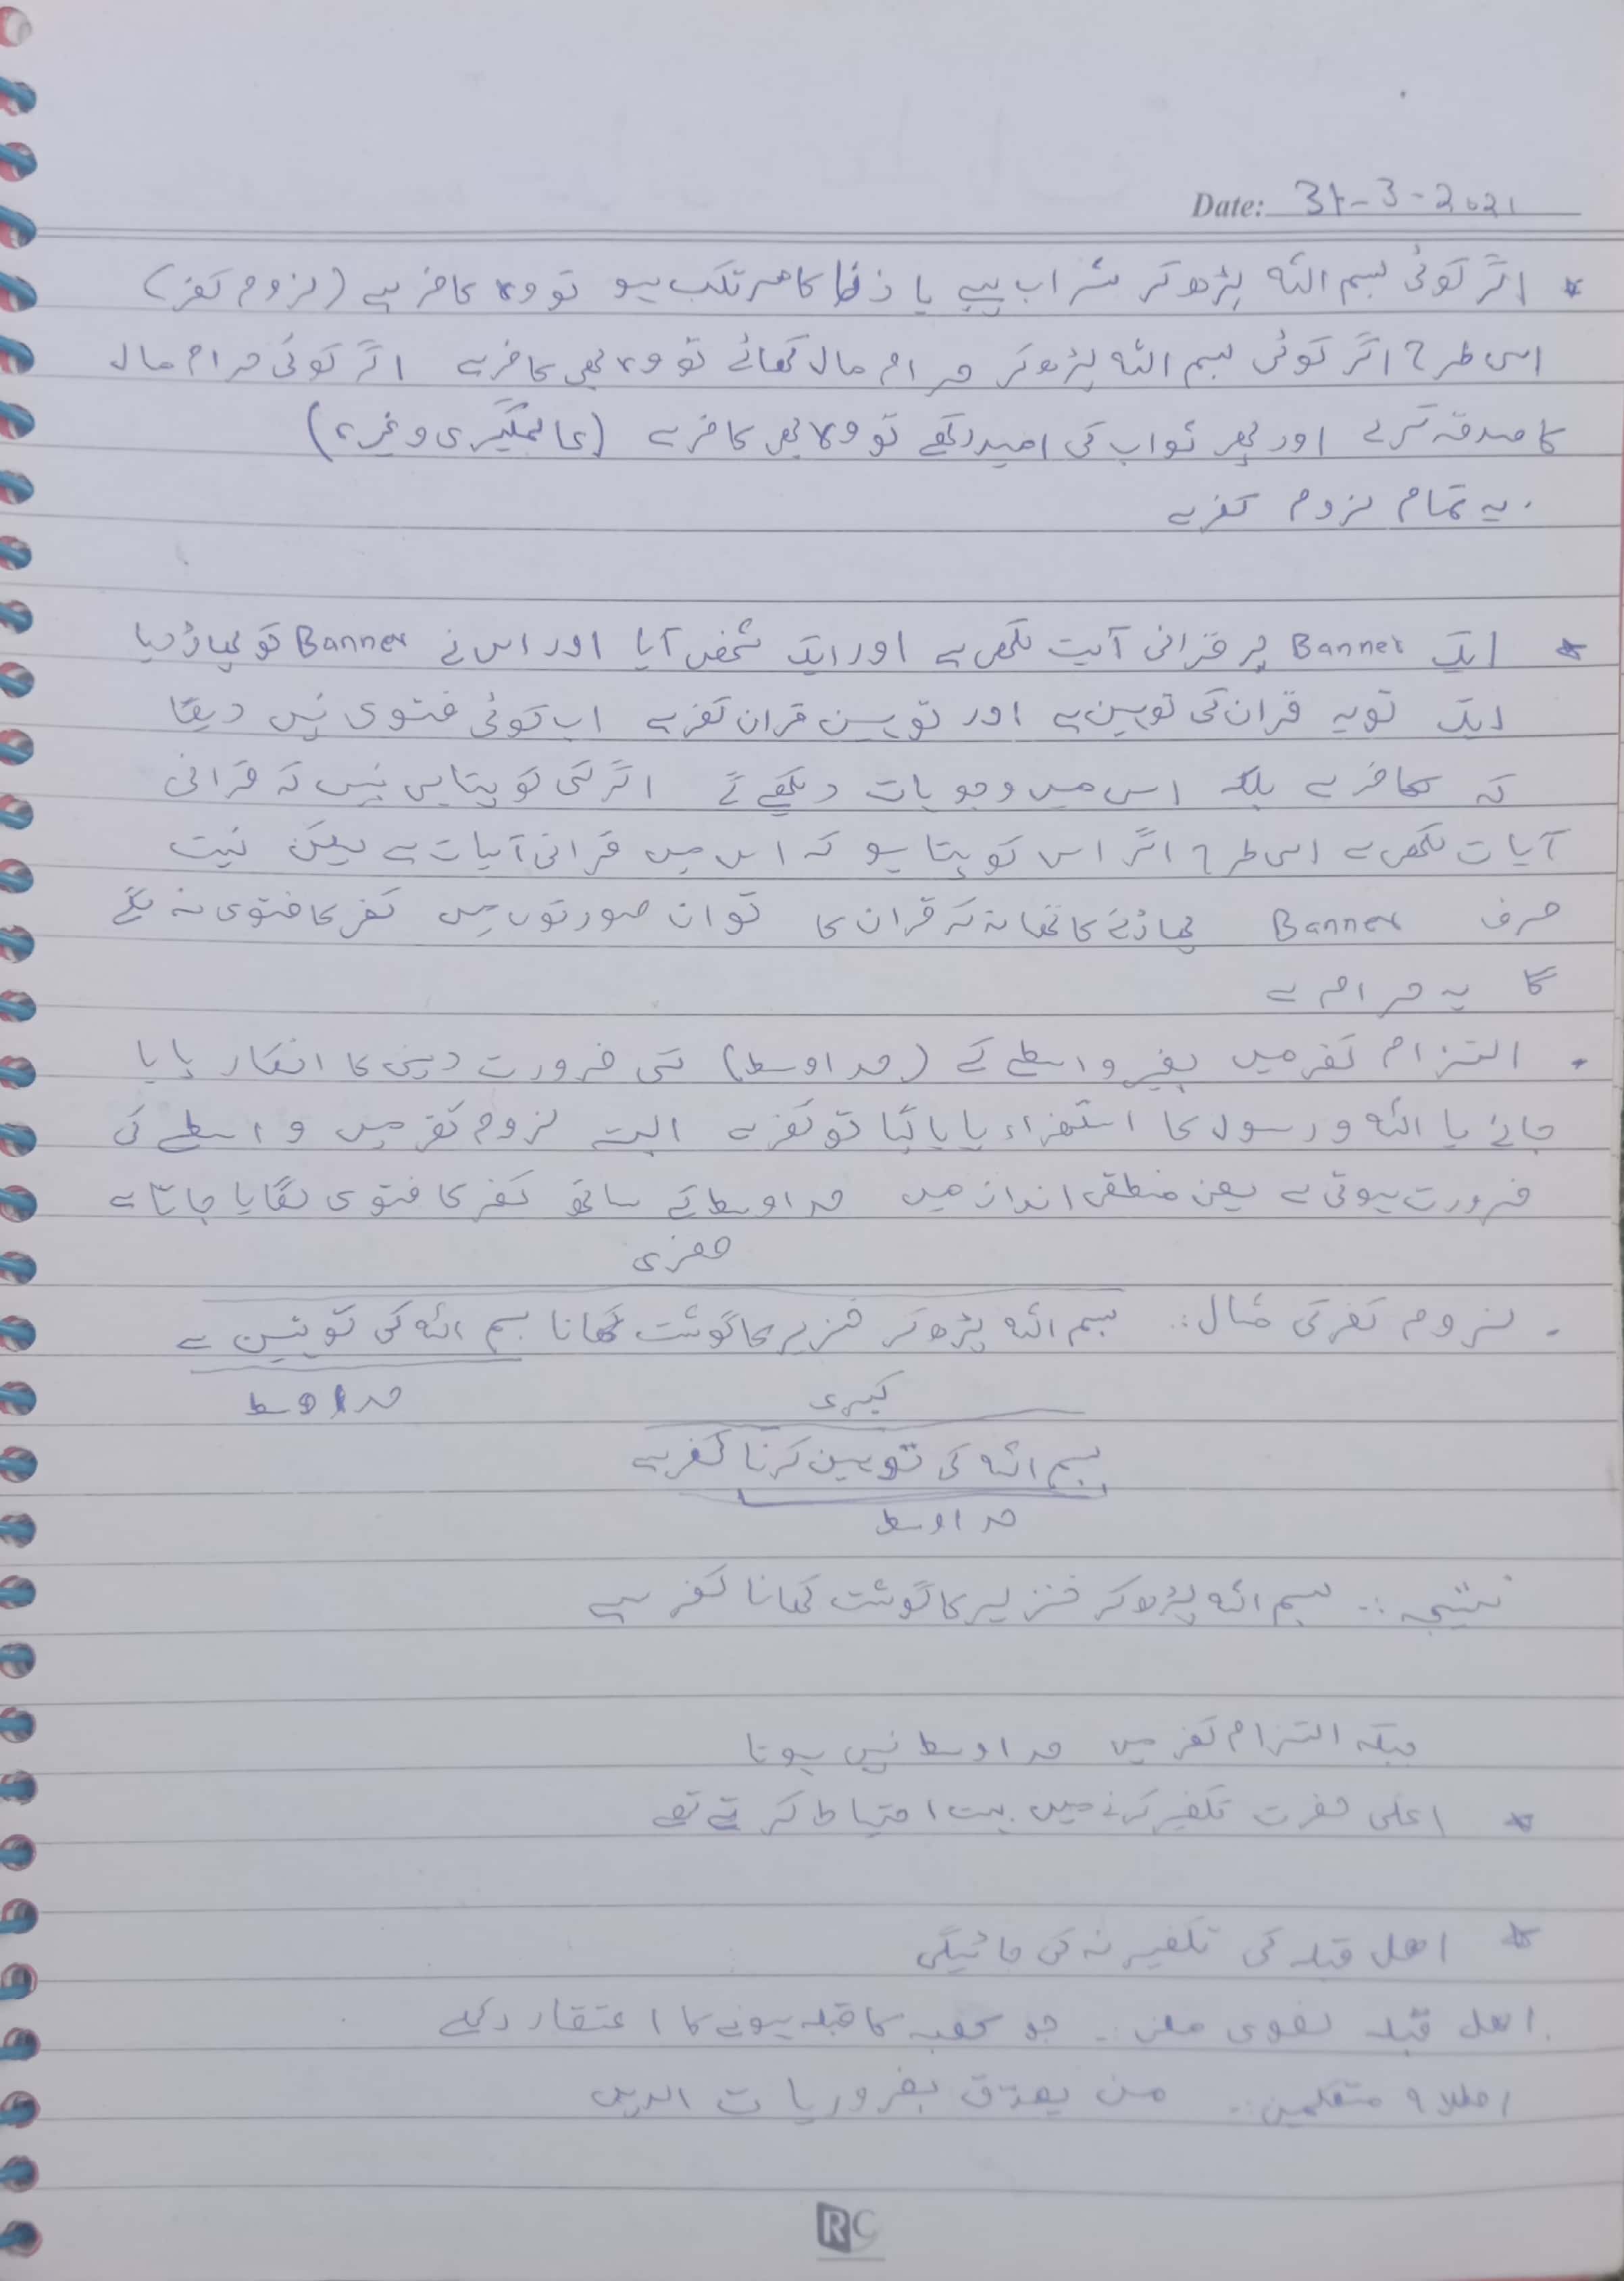 Date: 31-3-2021
* اگر کوئی بسم اللہ پڑھ کر شراب پیے یا زنا کا مرتکب ہو تو وہ کافر ہے (لزوم کفر)
اس طرح اگر کوئی بسم اللہ پڑھ کر حرام مال کھائے تو وہ بھی کافر ہے اگر کوئی حرام مال
کا صدقہ کرے اور پھر ثواب کی امید رکھے تو وہ بھی کافر ہے (عالمگیری وغیرہ)
. یہ تمام لزوم کفر ہے
* ایک Banner پر قرانی آیت لکھی ہے اور ایک شخص آیا اور اس نے Banner کو پھاڑ دیا
ایک تو یہ قران کی توہین ہے اور توہین قران کفر ہے اب کوئی فتوی نہیں دیگا
کہ کافر ہے بلکہ اس میں وجوہات دیکھے گے اگر کسی کو پتا ہی نہیں کہ قرانی
آیات لکھی ہے اسی طرح اگر اس کو پتا ہو کہ اس میں قرانی آیات ہے لیکن نیت
صرف Banner پھاڑنے کا تھا نہ کہ قران کا تو ان صورتوں میں کفر کا فتوی نہ لگے
گا یہ حرام ہے
. التزام کفر میں بغیر واسطے کے (حد اوسط) کسی ضرورت دینی کا انکار پایا
جائے یا اللہ و رسول کا استھزاء پایا گیا تو کفر ہے البتہ لزوم کفر میں واسطے کی
ضرورت ہوتی ہے یعنی منطقی انداز میں حد اوسط کے ساتھ کفر کا فتوی لگایا جاتا ہے
صغری
. لزوم کفر کی مثال :. بسم اللہ پڑھ کر خنزیر کا گوشت کھانا بسم اللہ کی توہین ہے
حد اوسط
کبری
بسم اللہ کی توہین کرنا کفر ہے
حد اوسط
نتیجہ :. بسم اللہ پڑھ کر خنزیر کا گوشت کھانا کفر ہے
جبکہ التزام کفر میں حد اوسط نہیں ہوتا
* اعلی حضرت تکفیر کرنے میں بہت احتیاط کرتے تھے
* اھل قبلہ کی تکفیر نہ کی جائیگی
. اھل قبلہ لغوی معنی :. جو کعبہ کا قبلہ ہونے کا اعتقاد رکھے
اصطلاح متکلمین :. من یصدق بضروریات الدین
RC